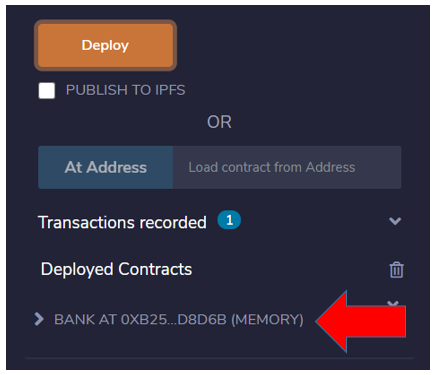 Deploy
PUBLISH TO IPFS
OR
At Address Load contract from Address
Transactions recorded 1
Deployed Contracts
BANK AT 0XB25...D8D6B (MEMORY)